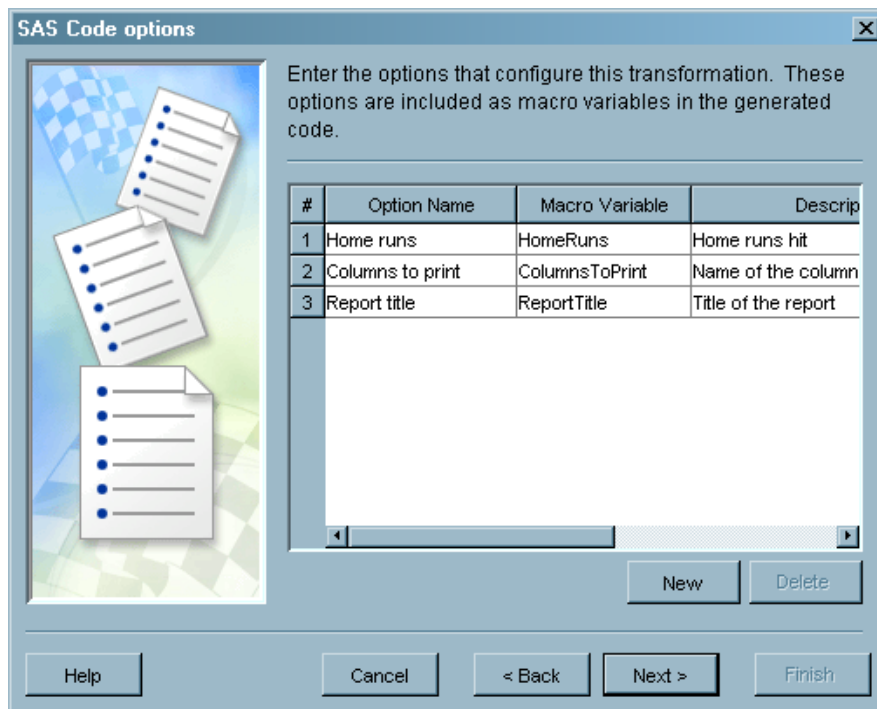 SAS Code options
Enter the options that configure this transformation. These
options are included as macro variables in the generated
code.
# Option Name Macro Variable Descrip
1 Home runs HomeRuns Home runs hit
2 Columns to print ColumnsToPrint Name of the column
3 Report title ReportTitle Title of the report
New Delete
Help Cancel < Back Next > Finish